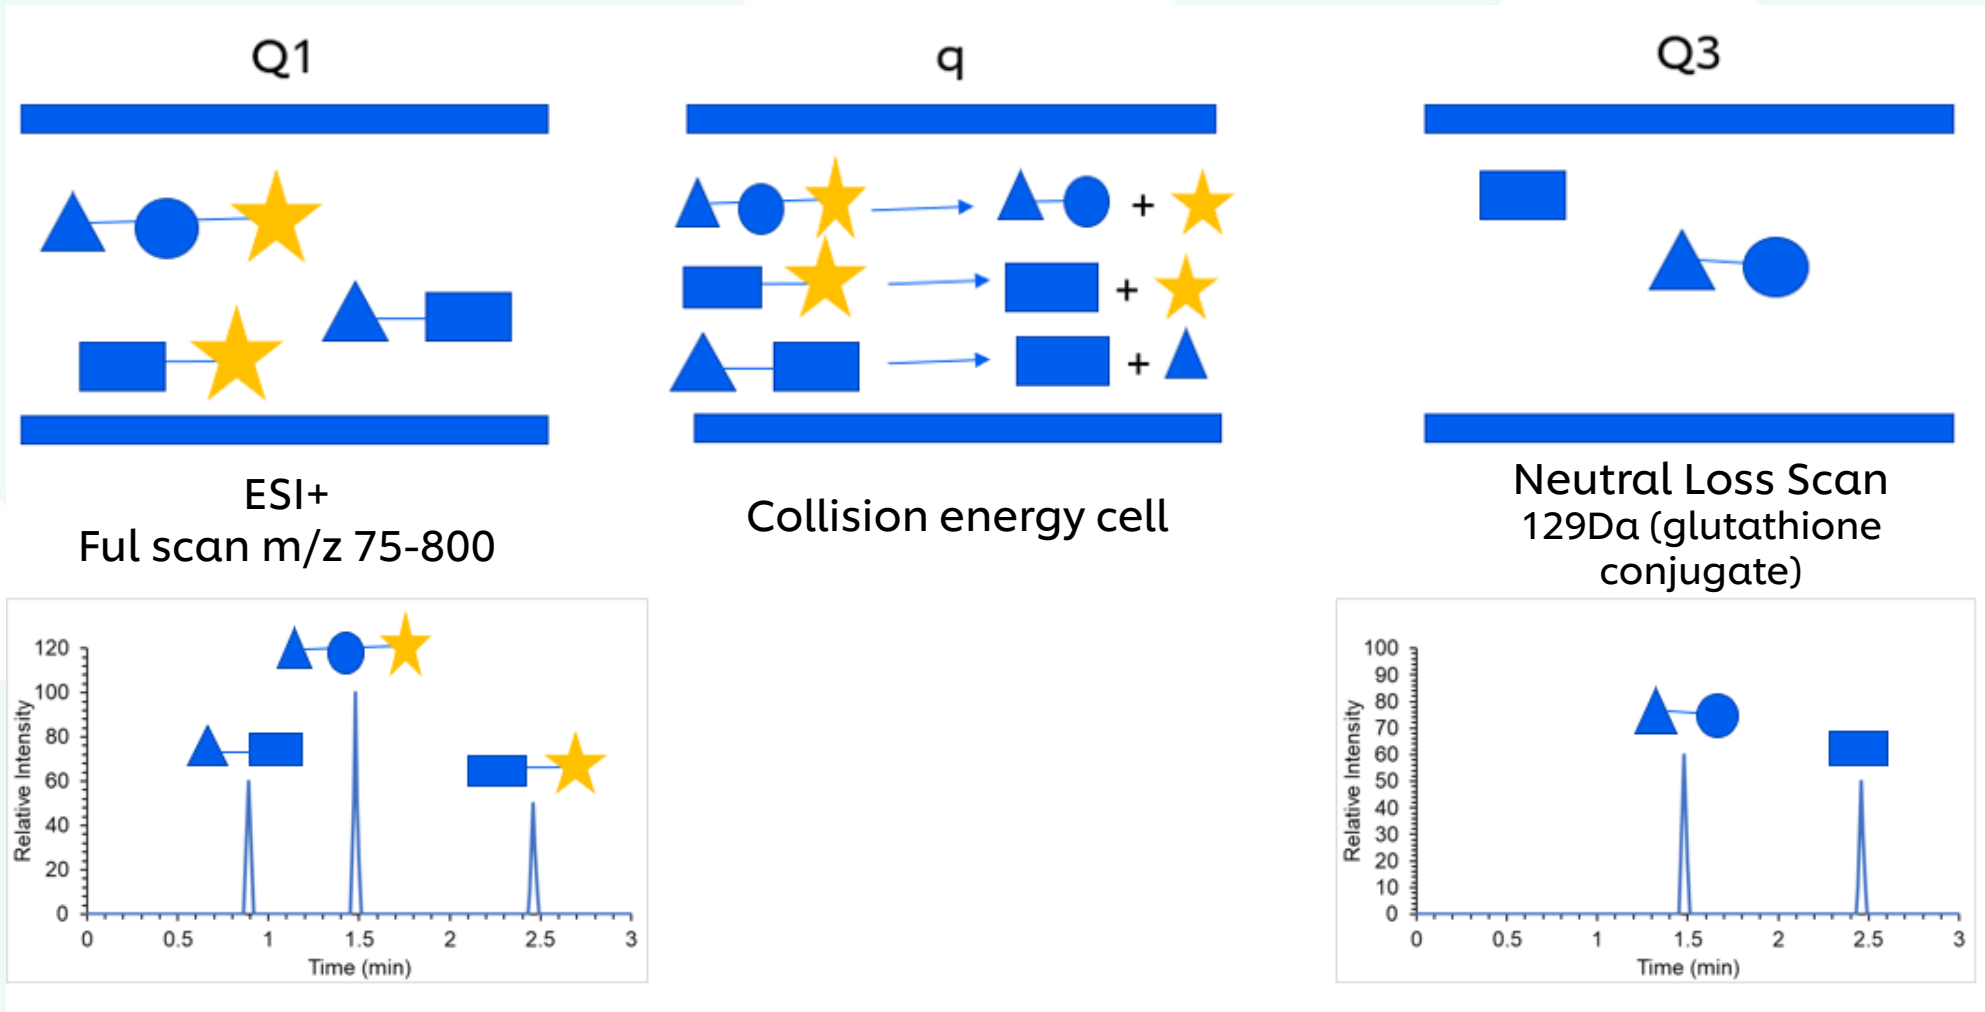 Q1
q
Q3
+
+
+
ESI+
Ful scan m/z 75-800
Collision energy cell
Neutral Loss Scan
129Da (glutathione
conjugate)
Relative Intensity
120
100
80
60
40
20
0
0 0.5 1 1.5 2 2.5 3
Time (min)
Relative Intensity
100
90
80
70
60
50
40
30
20
10
0
0 0.5 1 1.5 2 2.5 3
Time (min)